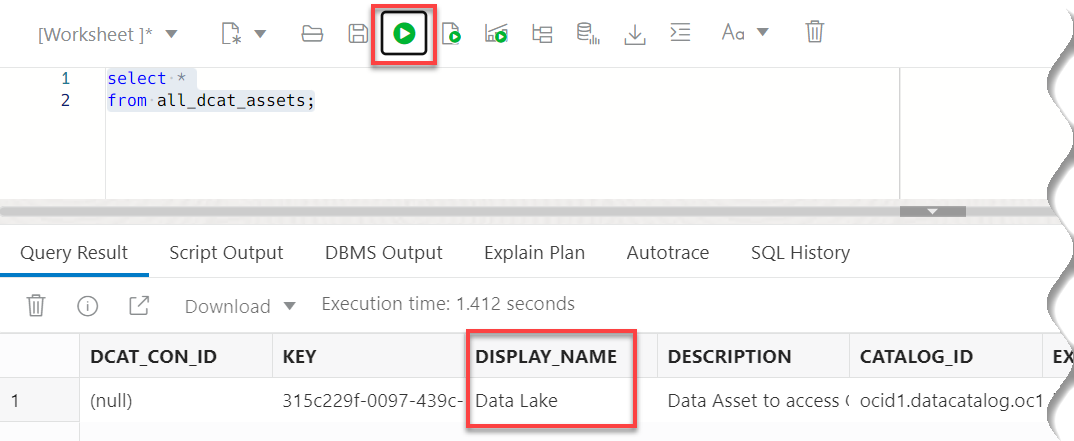 [Worksheet ]*
Aa
1 select *
2 from all_dcat_assets;
Query Result Script Output DBMS Output Explain Plan Autotrace SQL History
Download Execution time: 1.412 seconds
DCAT_CON_ID KEY DISPLAY_NAME DESCRIPTION CATALOG_ID EX
1 (null) 315c229f-0097-439c- Data Lake Data Asset to access ocid1.datacatalog.oc1